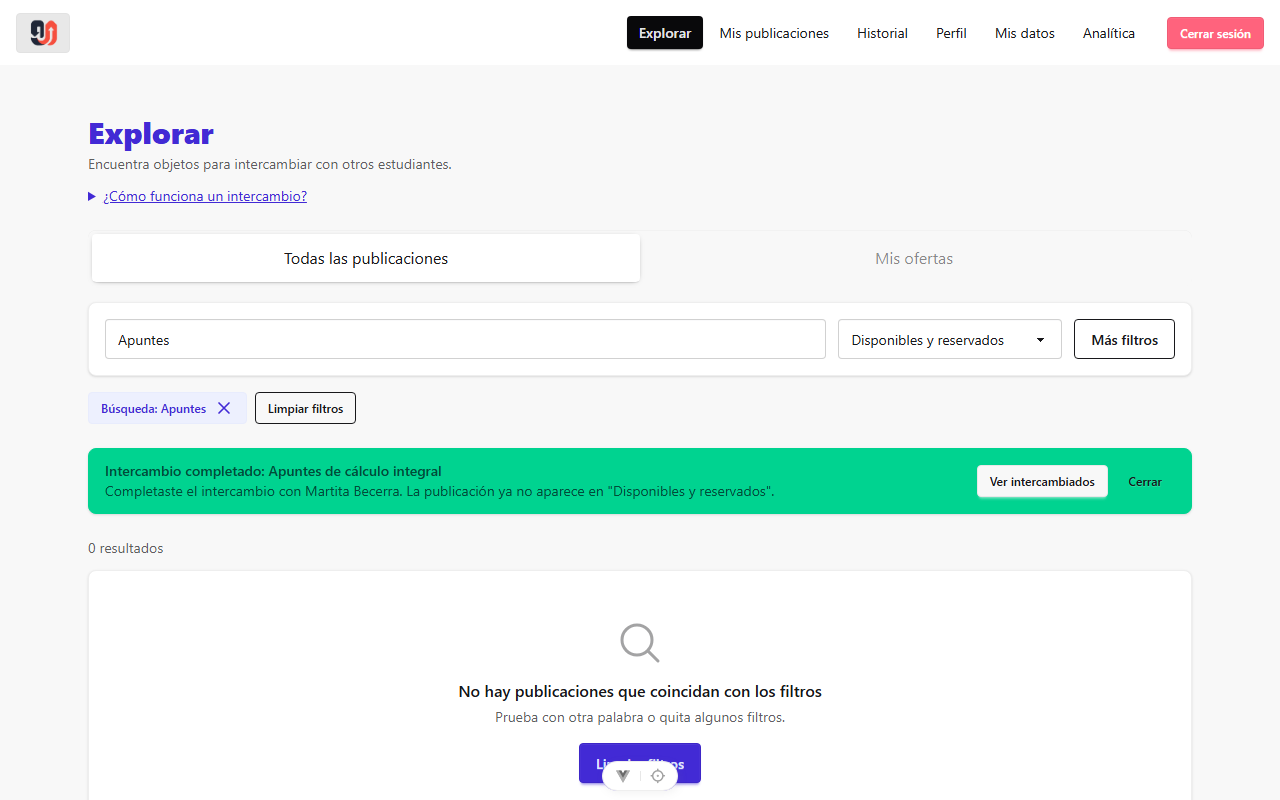 Explorar
Mis publicaciones
Historial
Perfil
Mis datos
Analítica
Cerrar sesión
Explorar
Encuentra objetos para intercambiar con otros estudiantes.
¿Cómo funciona un intercambio?
Todas las publicaciones
Mis ofertas
Apuntes
Disponibles y reservados
Más filtros
Búsqueda: Apuntes
Limpiar filtros
Intercambio completado: Apuntes de cálculo integral
Completaste el intercambio con Martita Becerra. La publicación ya no aparece en "Disponibles y reservados".
Ver intercambiados
Cerrar
0 resultados
No hay publicaciones que coincidan con los filtros
Prueba con otra palabra o quita algunos filtros.